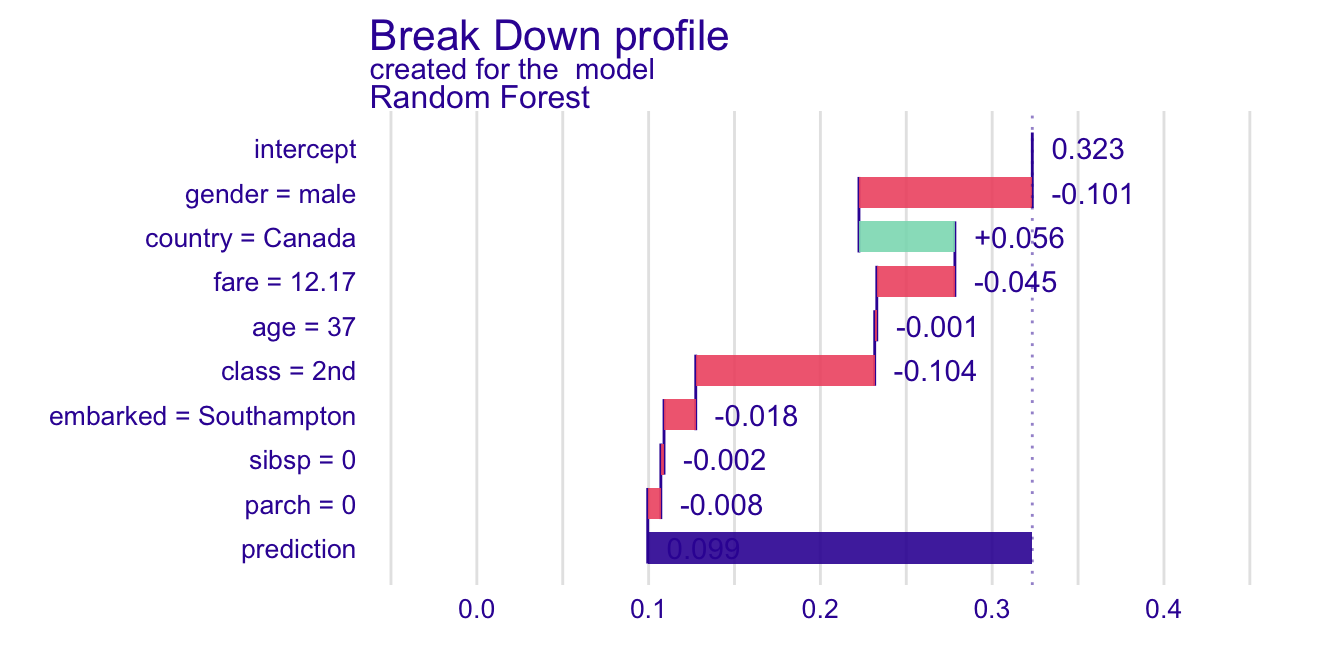 Break Down profile
created for the  model
Random Forest
intercept 0.323
gender = male -0.101
country = Canada +0.056
fare = 12.17 -0.045
age = 37 -0.001
class = 2nd -0.104
embarked = Southampton -0.018
sibsp = 0 -0.002
parch = 0 -0.008
prediction 0.099
0.0 0.1 0.2 0.3 0.4